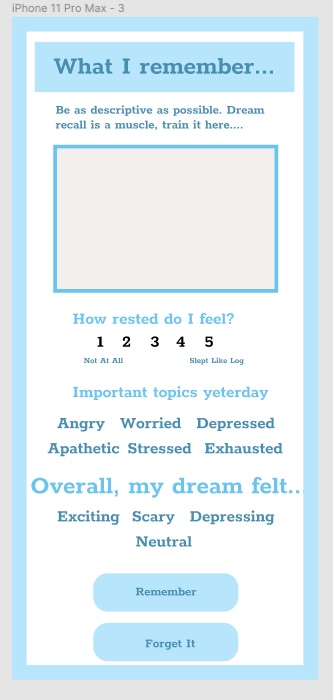 iPhone 11 Pro Max - 3
What I remember...
Be as descriptive as possible. Dream
recall is a muscle, train it here....
How rested do I feel?
1 2 3 4 5
Not At All Slept Like Log
Important topics yeterday
Angry Worried Depressed
Apathetic Stressed Exhausted
Overall, my dream felt...
Exciting Scary Depressing
Neutral
Remember
Forget It